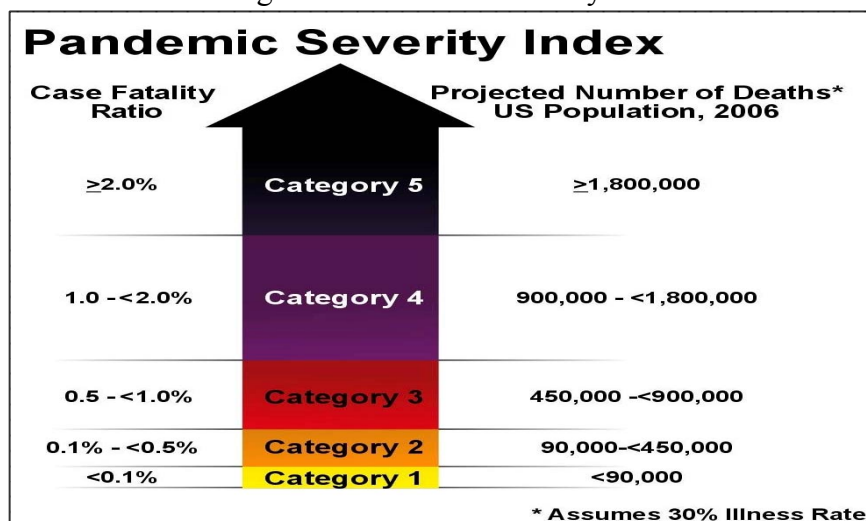 Pandemic Severity Index
Case Fatality
Ratio
Projected Number of Deaths*
US Population, 2006
≥2.0% Category 5 ≥1,800,000
1.0 -<2.0% Category 4 900,000 - <1,800,000
0.5 -<1.0% Category 3 450,000 -<900,000
0.1% - <0.5% Category 2 90,000-<450,000
<0.1% Category 1 <90,000
* Assumes 30% Illness Rate